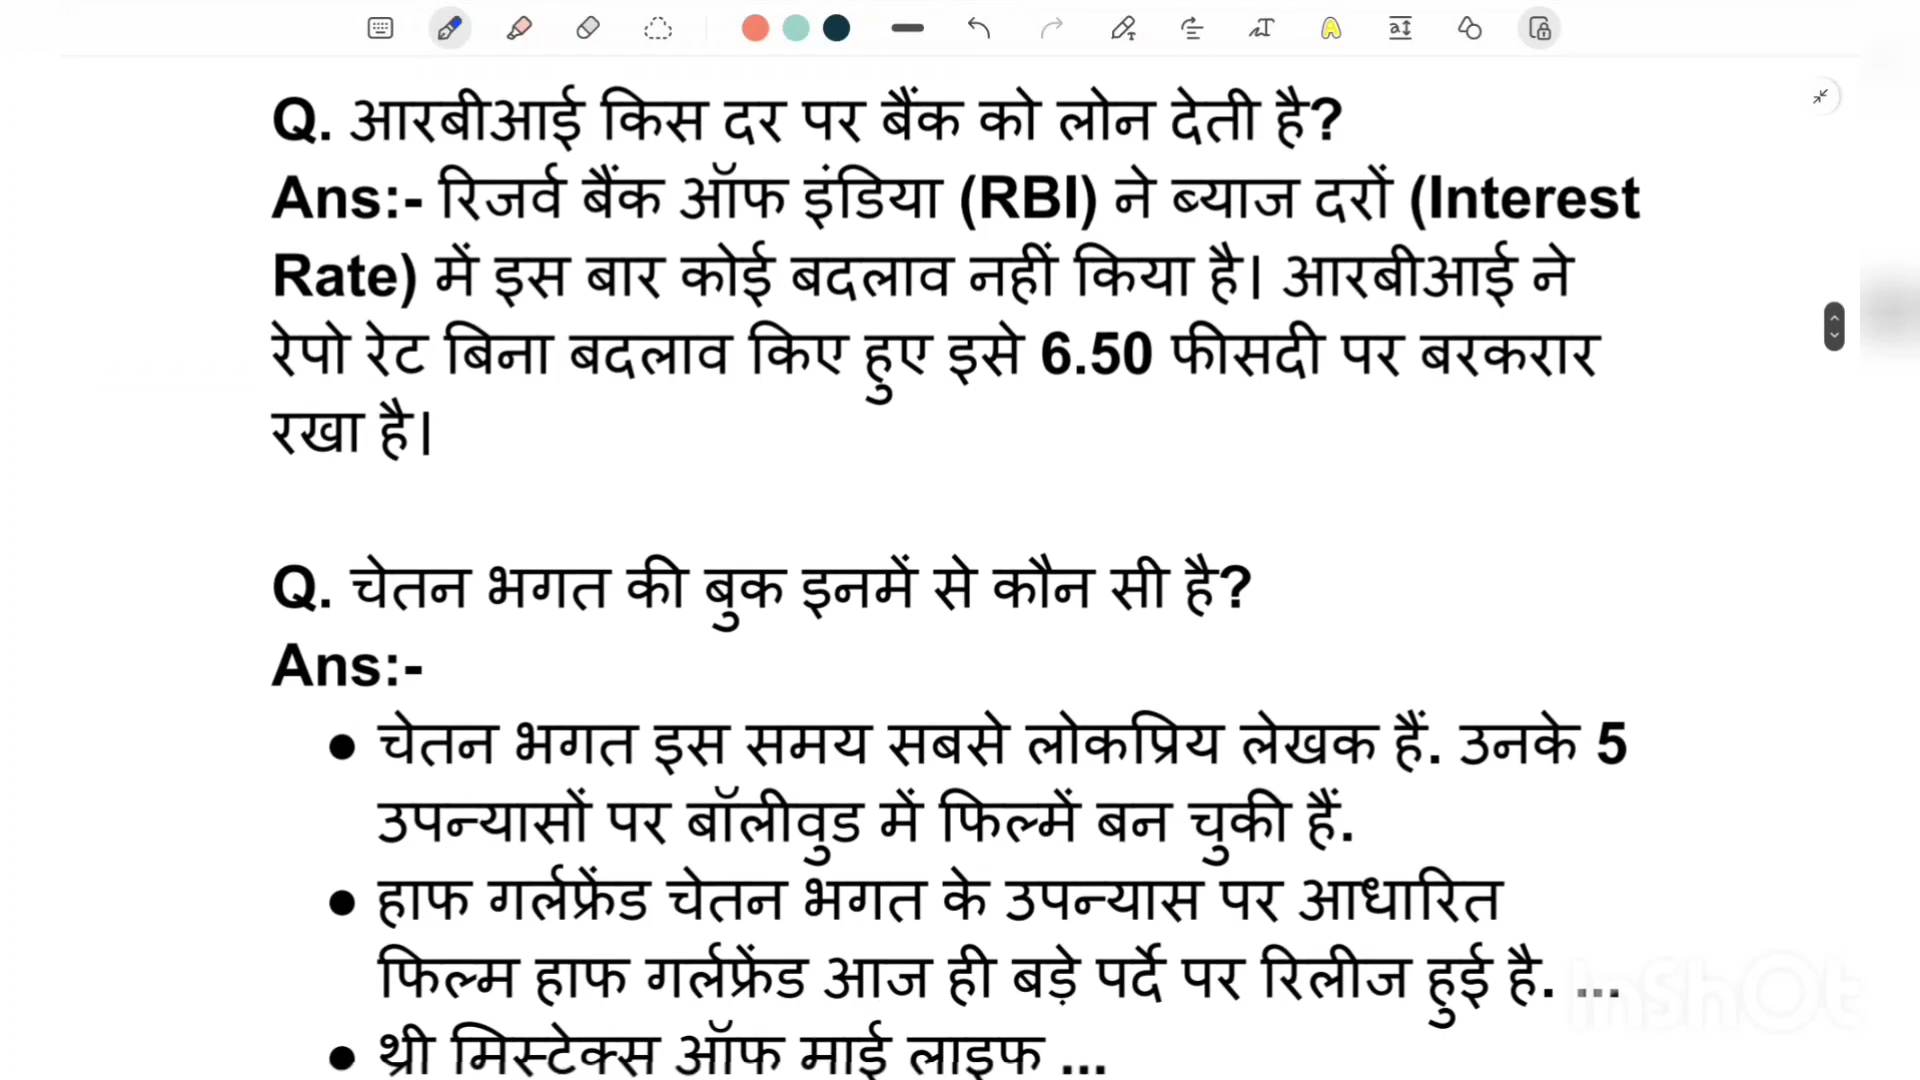 Q. आरबीआई किस दर पर बैंक को लोन देती है?
Ans:- रिजर्व बैंक ऑफ इंडिया (RBI) ने ब्याज दरों (Interest
Rate) में इस बार कोई बदलाव नहीं किया है। आरबीआई ने
रेपो रेट बिना बदलाव किए हुए इसे 6.50 फीसदी पर बरकरार
रखा है।
Q. चेतन भगत की बुक इनमें से कौन सी है?
Ans:-
● चेतन भगत इस समय सबसे लोकप्रिय लेखक हैं. उनके 5
उपन्यासों पर बॉलीवुड में फिल्में बन चुकी हैं.
● हाफ गर्लफ्रेंड चेतन भगत के उपन्यास पर आधारित
फिल्म हाफ गर्लफ्रेंड आज ही बड़े पर्दे पर रिलीज हुई है. ...
● थ्री मिस्टेक्स ऑफ माई लाइफ ...
InShOt